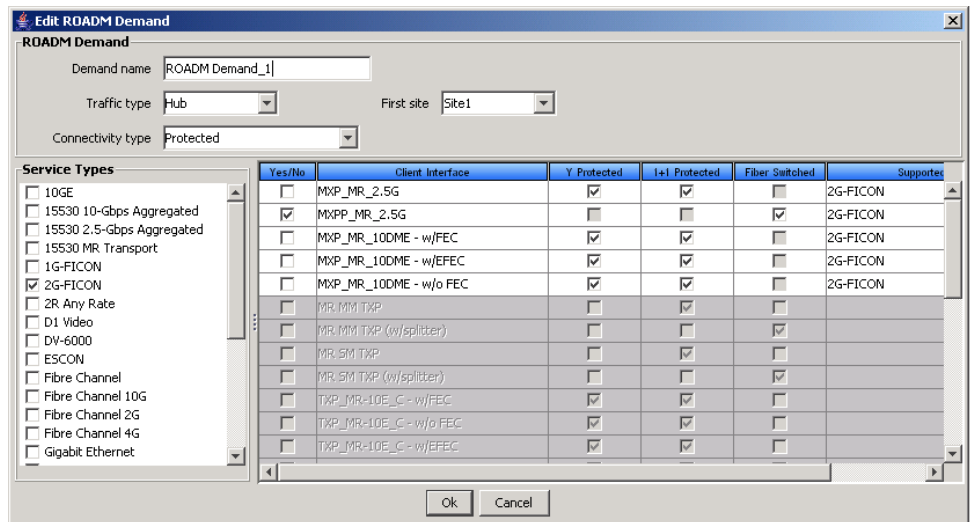 Edit ROADM Demand
ROADM Demand
Demand name ROADM Demand_1
Traffic type Hub First site Site1
Connectivity type Protected
Service Types
10GE
15530 10-Gbps Aggregated
15530 2.5-Gbps Aggregated
15530 MR Transport
1G-FICON
2G-FICON
2R Any Rate
D1 Video
DV-6000
ESCON
Fibre Channel
Fibre Channel 10G
Fibre Channel 2G
Fibre Channel 4G
Gigabit Ethernet
Yes/No Client Interface Y Protected 1+1 Protected Fiber Switched Supported
MXP_MR_2.5G 2G-FICON
MXPP_MR_2.5G 2G-FICON
MXP_MR_10DME - w/FEC 2G-FICON
MXP_MR_10DME - w/EFEC 2G-FICON
MXP_MR_10DME - w/o FEC 2G-FICON
MR MM TXP
MR MM TXP (w/splitter)
MR SM TXP
MR SM TXP (w/splitter)
TXP_MR-10E_C - w/FEC
TXP_MR-10E_C - w/o FEC
TXP_MR-10E_C - w/EFEC
Ok Cancel